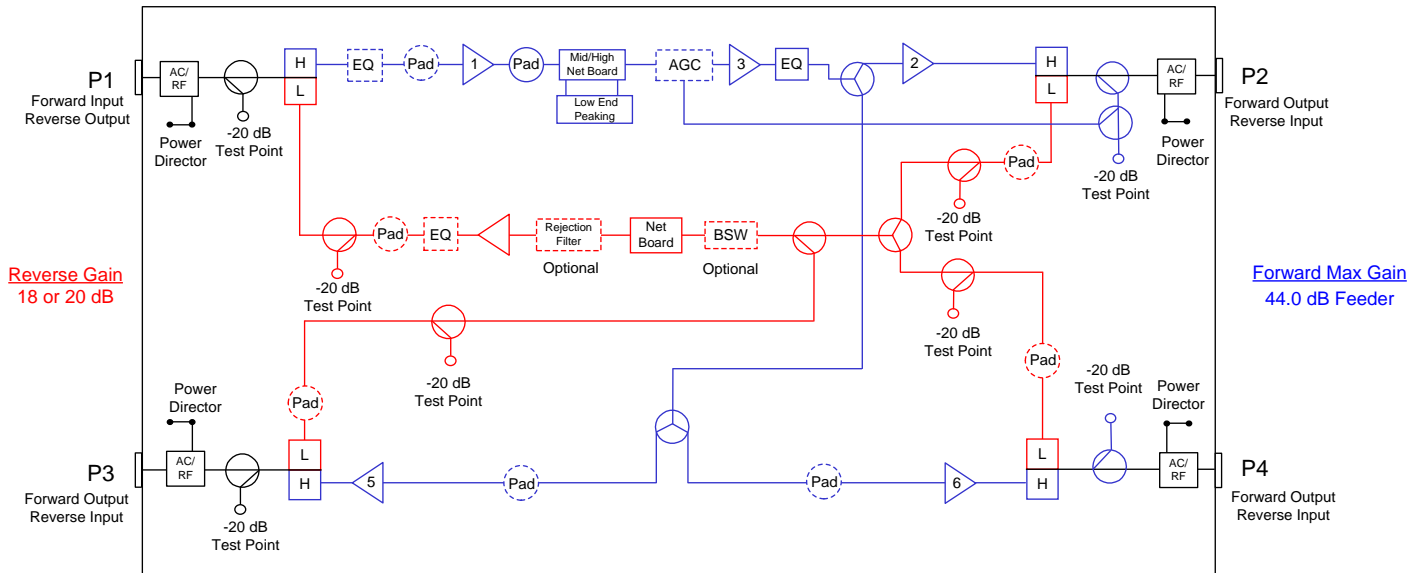 P1
Forward Input
Reverse Output
AC/
RF
Power
Director
-20 dB
Test Point
H
L
EQ
Pad
1
Pad
Mid/High
Net Board
Low End
Peaking
AGC
3
EQ
2
H
L
AC/
RF
P2
Forward Output
Reverse Input
Power
Director
-20 dB
Test Point
Pad
-20 dB
Test Point
Pad
EQ
Rejection
Filter
Optional
Net
Board
BSW
Optional
-20 dB
Test Point
-20 dB
Test Point
Reverse Gain
18 or 20 dB
Forward Max Gain
44.0 dB Feeder
-20 dB
Test Point
Pad
Pad
-20 dB
Test Point
Power
Director
Power
Director
P3
Forward Output
Reverse Input
AC/
RF
-20 dB
Test Point
L
H
5
Pad
Pad
6
L
H
AC/
RF
P4
Forward Output
Reverse Input